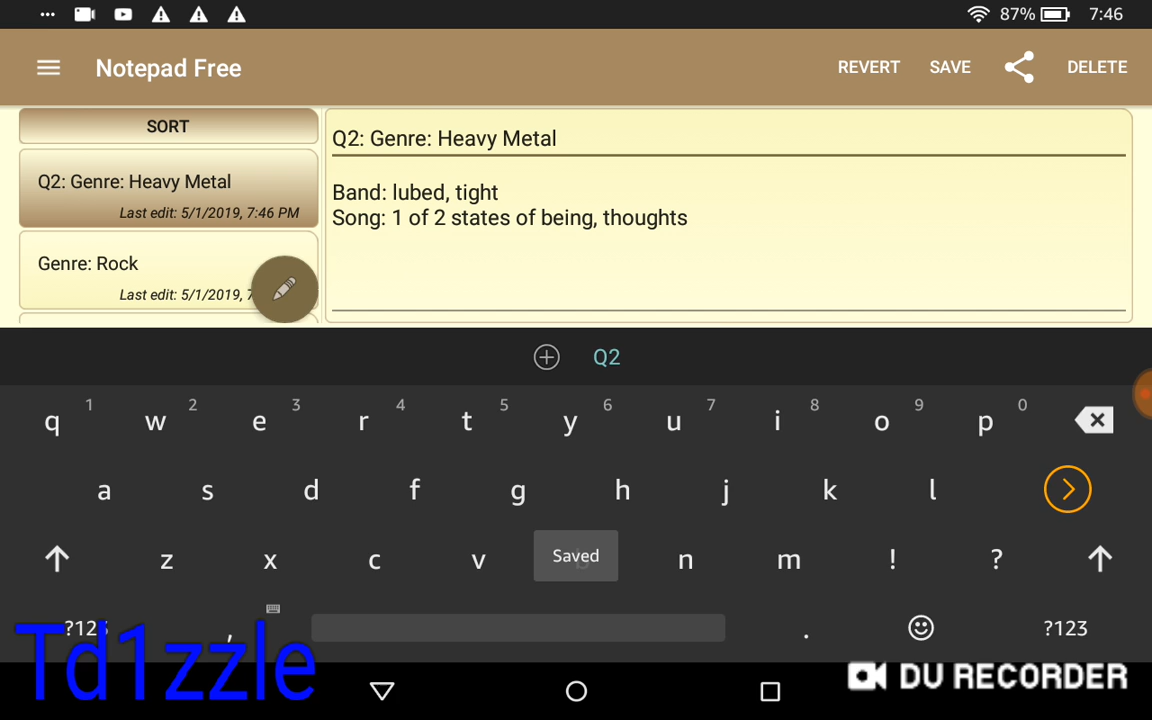 87% 7:46
Notepad Free REVERT SAVE DELETE
SORT
Q2: Genre: Heavy Metal
Last edit: 5/1/2019, 7:46 PM
Genre: Rock
Last edit: 5/1/2019, 7
Q2: Genre: Heavy Metal
Band: lubed, tight
Song: 1 of 2 states of being, thoughts
Q2
1 2 3 4 5 6 7 8 9 0
q w e r t y u i o p
a s d f g h j k l
z x c v b n m ! ?
Saved
?123 , . ?123
Td1zzle
DU RECORDER